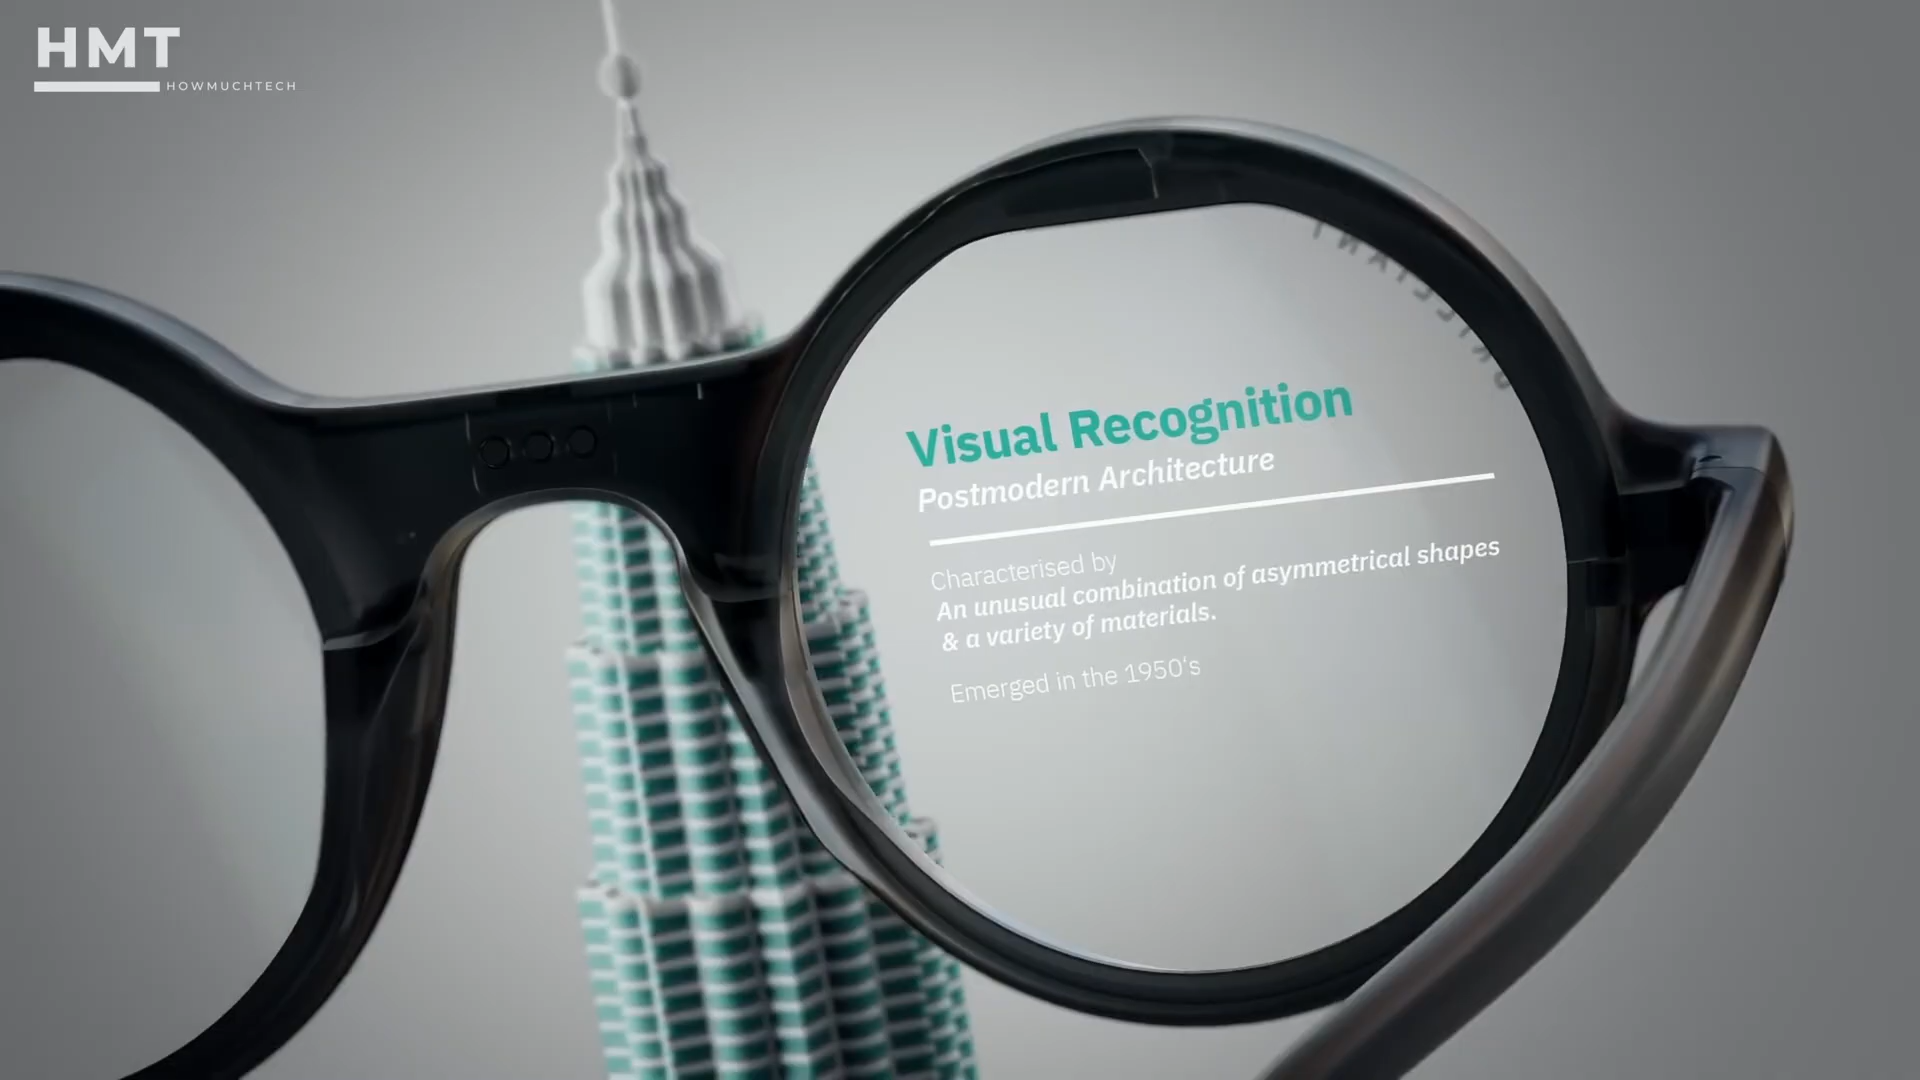 HMT
HOWMUCHTECH
Visual Recognition
Postmodern Architecture
Characterised by
An unusual combination of asymmetrical shapes
& a variety of materials.
Emerged in the 1950's